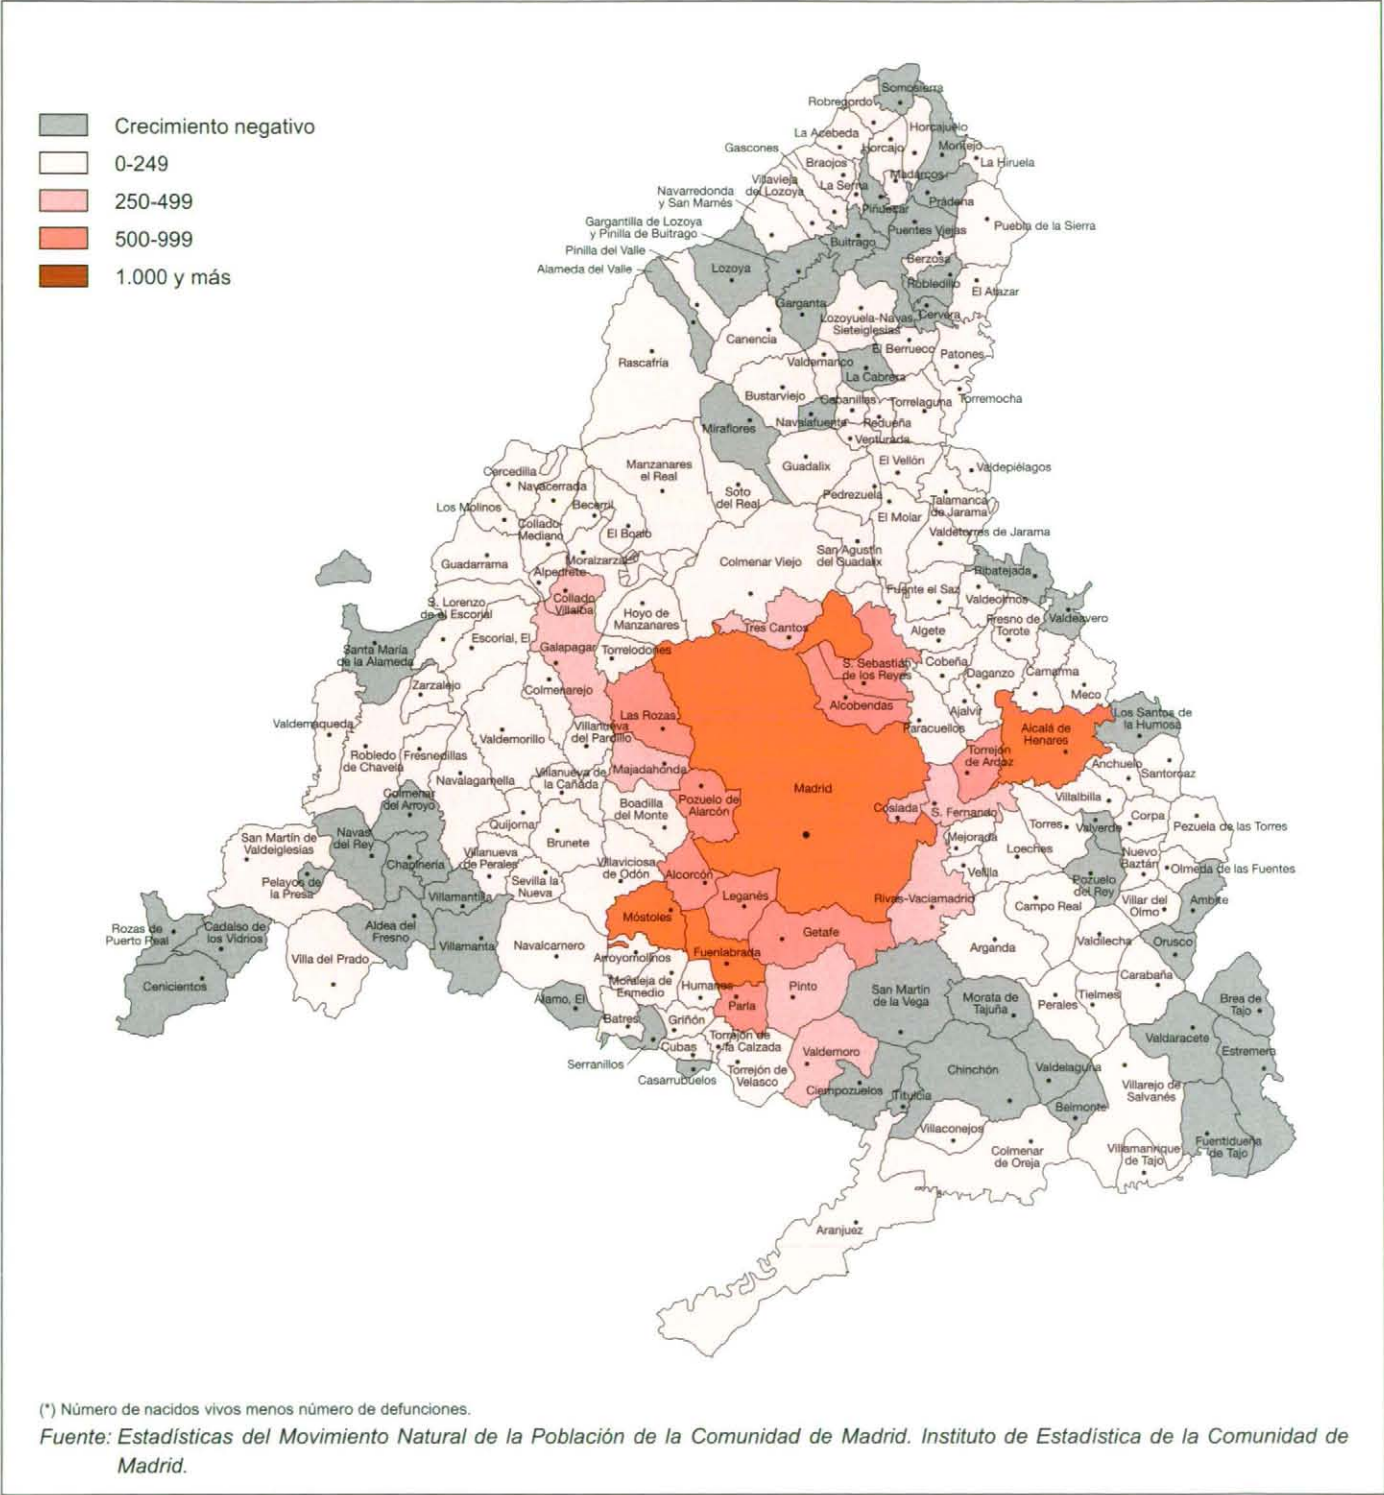 Crecimiento negativo
0-249
250-499
500-999
1.000 y más
Somosierra
Robregordo
Horcajuelo
La Acebeda
Gascones
Horcajo
Montejo
Braojos
La Hiruela
Villavieja
del Lozoya
La Serna
Madarcos
Navarredonda
y San Mamés
Piñuécar
Prádena
Gargantilla de Lozoya
y Pinilla de Buitrago
Puentes Viejas
Puebla de la Sierra
Buitrago
Pinilla del Valle
Alameda del Valle
Lozoya
Berzosa
Robledillo
El Atazar
Garganta
Lozoyuela-Navas
Sieteiglesias
Cervera
Canencia
El Berrueco
Patones
Rascafría
Valdemanco
La Cabrera
Bustarviejo
Cabanillas
Torrelaguna
Torremocha
Miraflores
Navalafuente
Redueña
Venturada
Cercedilla
Manzanares
el Real
Guadalix
El Vellón
Valdepiélagos
Navacerrada
Soto
del Real
Pedrezuela
Talamanca
de Jarama
Los Molinos
Becerril
El Molar
Collado
Mediano
El Boalo
Valdetorres de Jarama
Guadarrama
Moralzarzal
Colmenar Viejo
San Agustín
del Guadalix
Alpedrete
Ribatejada
Collado
Villalba
Fuente el Saz
Valdeolmos
S. Lorenzo
de el Escorial
Hoyo de
Manzanares
Fresno de
Torote
Valdeavero
Tres Cantos
Algete
Escorial, El
Galapagar
Torrelodones
Santa María
de la Alameda
S. Sebastián
de los Reyes
Cobeña
Daganzo
Camarma
Zarzalejo
Colmenarejo
Meco
Alcobendas
Ajalvir
Las Rozas
Los Santos de
la Humosa
Valdemaqueda
Villanueva
del Pardillo
Paracuellos
Alcalá de
Henares
Valdemorillo
Robledo
de Chavela
Fresnedillas
Torrejón
de Ardoz
Anchuelo
Santorcaz
Majadahonda
Navalagamella
Villanueva de
la Cañada
Madrid
Colmenar
del Arroyo
Boadilla
del Monte
Pozuelo de
Alarcón
Coslada
S. Fernando
Villalbilla
Quijorna
Torres
Valverde
Corpa
Pezuela de las Torres
San Martín de
Valdeiglesias
Navas
del Rey
Brunete
Mejorada
Loeches
Nuevo
Baztán
Chapinería
Villanueva
de Perales
Villaviciosa
de Odón
Velilla
Olmeda de las Fuentes
Pelayos de
la Presa
Sevilla la
Nueva
Alcorcón
Pozuelo
del Rey
Villamantilla
Leganés
Rivas-Vaciamadrid
Campo Real
Villar del
Olmo
Ambite
Móstoles
Rozas de
Puerto Real
Cadalso de
los Vidrios
Aldea del
Fresno
Villamanta
Getafe
Valdilecha
Orusco
Navalcarnero
Arganda
Villa del Prado
Arroyomolinos
Fuenlabrada
Carabaña
Cenicientos
Moraleja de
Enmedio
Humanes
Pinto
San Martín
de la Vega
Morata de
Tajuña
Perales
Tielmes
Brea de
Tajo
Álamo, El
Parla
Batres
Griñón
Valdaracete
Torrejón de
la Calzada
Cubas
Valdemoro
Estremera
Serranillos
Chinchón
Valdelaguna
Casarrubuelos
Torrejón de
Velasco
Ciempozuelos
Villarejo de
Salvanés
Titulcia
Belmonte
Villaconejos
Colmenar
de Oreja
Villamanrique
de Tajo
Fuentidueña
de Tajo
Aranjuez
(*) Número de nacidos vivos menos número de defunciones.
Fuente: Estadísticas del Movimiento Natural de la Población de la Comunidad de Madrid. Instituto de Estadística de la Comunidad de
Madrid.